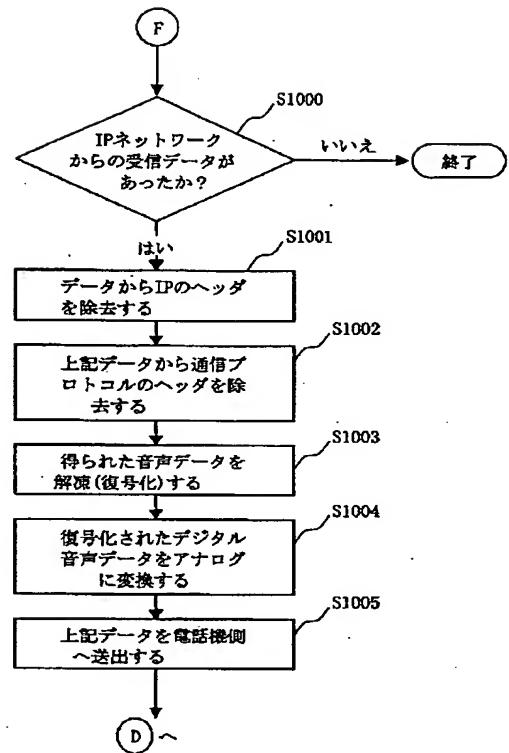 F
S1000
IPネットワーク
からの受信データが
あったか？
いいえ
終了
はい
S1001
データからIPのヘッダ
を除去する
S1002
上記データから通信プ
ロトコルのヘッダを除
去する
S1003
得られた音声データを
解凍(復号化)する
S1004
復号化されたデジタル
音声データをアナログ
に変換する
S1005
上記データを電話機側
へ送出する
D へ